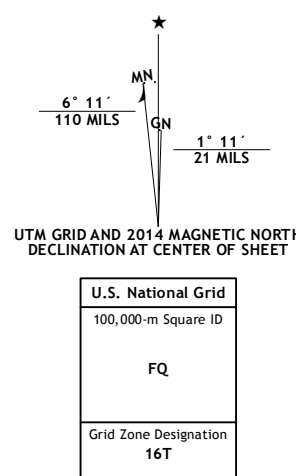 ★
MN.
GN
6° 11´
110 MILS
1° 11´
21 MILS
UTM GRID AND 2014 MAGNETIC NORTH
DECLINATION AT CENTER OF SHEET
U.S. National Grid
100,000-m Square ID
FQ
Grid Zone Designation
16T